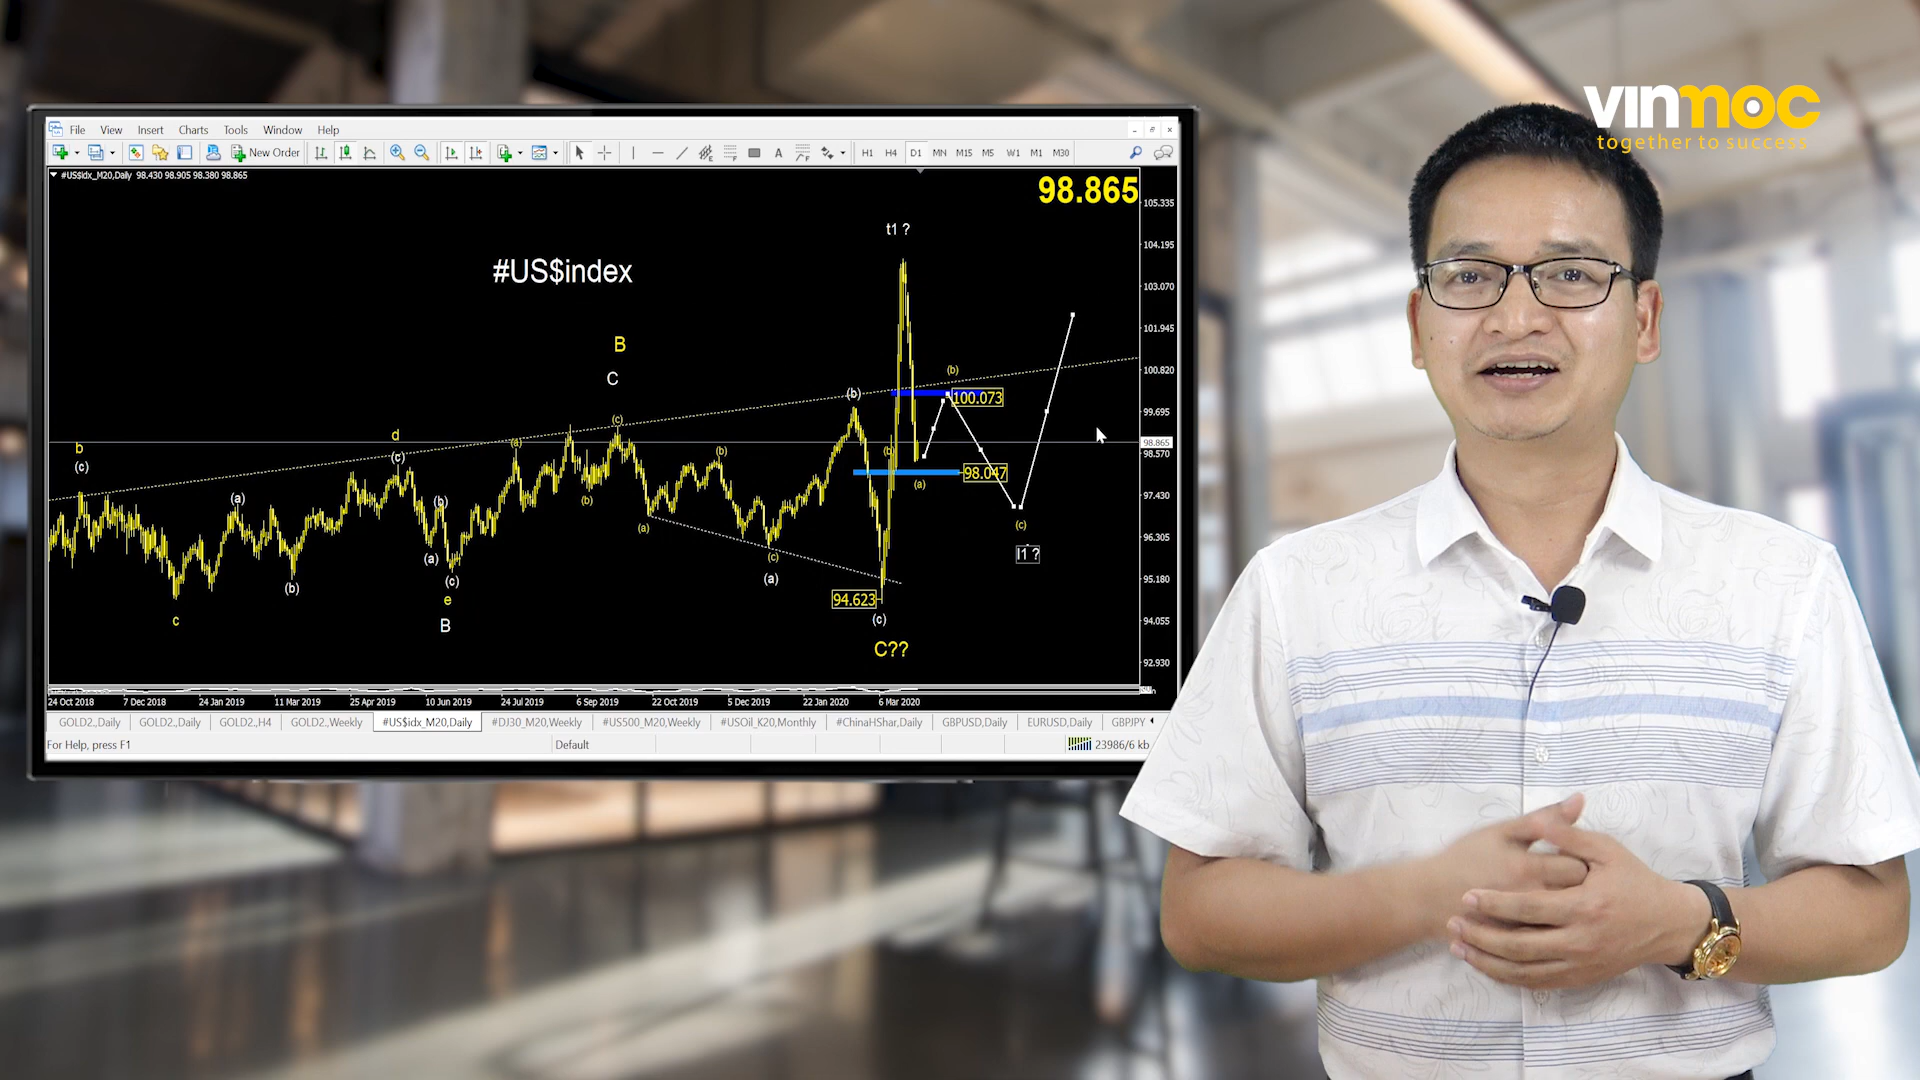 vinmoc
together to success
File View Insert Charts Tools Window Help
New Order H1 H4 D1 MN M15 M5 W1 M1 M30
#US$idx_M20,Daily 98.430 98.905 98.380 98.865
98.865
105.335
104.195
103.070
101.945
100.820
99.695
98.865
98.570
97.430
96.305
95.180
94.055
92.930
t1 ?
#US$index
B
C
(c)
(b)
(b)
100.073
d
(c)
b
(c)
(a)
(b)
(b)
98.047
(a)
(a)
(b)
(b)
(a)
(c)
l1 ?
(a)
(c)
(a)
(b)
(c)
e
B
c
94.623
(c)
C??
24 Oct 2018 7 Dec 2018 24 Jan 2019 11 Mar 2019 25 Apr 2019 10 Jun 2019 24 Jul 2019 6 Sep 2019 22 Oct 2019 5 Dec 2019 22 Jan 2020 6 Mar 2020
GOLD2.,Daily GOLD2.,Daily GOLD2.,H4 GOLD2.,Weekly #US$idx_M20,Daily #DJ30_M20,Weekly #US500_M20,Weekly #USOil_K20,Monthly #ChinaHShar,Daily GBPUSD,Daily EURUSD,Daily GBPJPY
For Help, press F1 Default 23986/6 kb